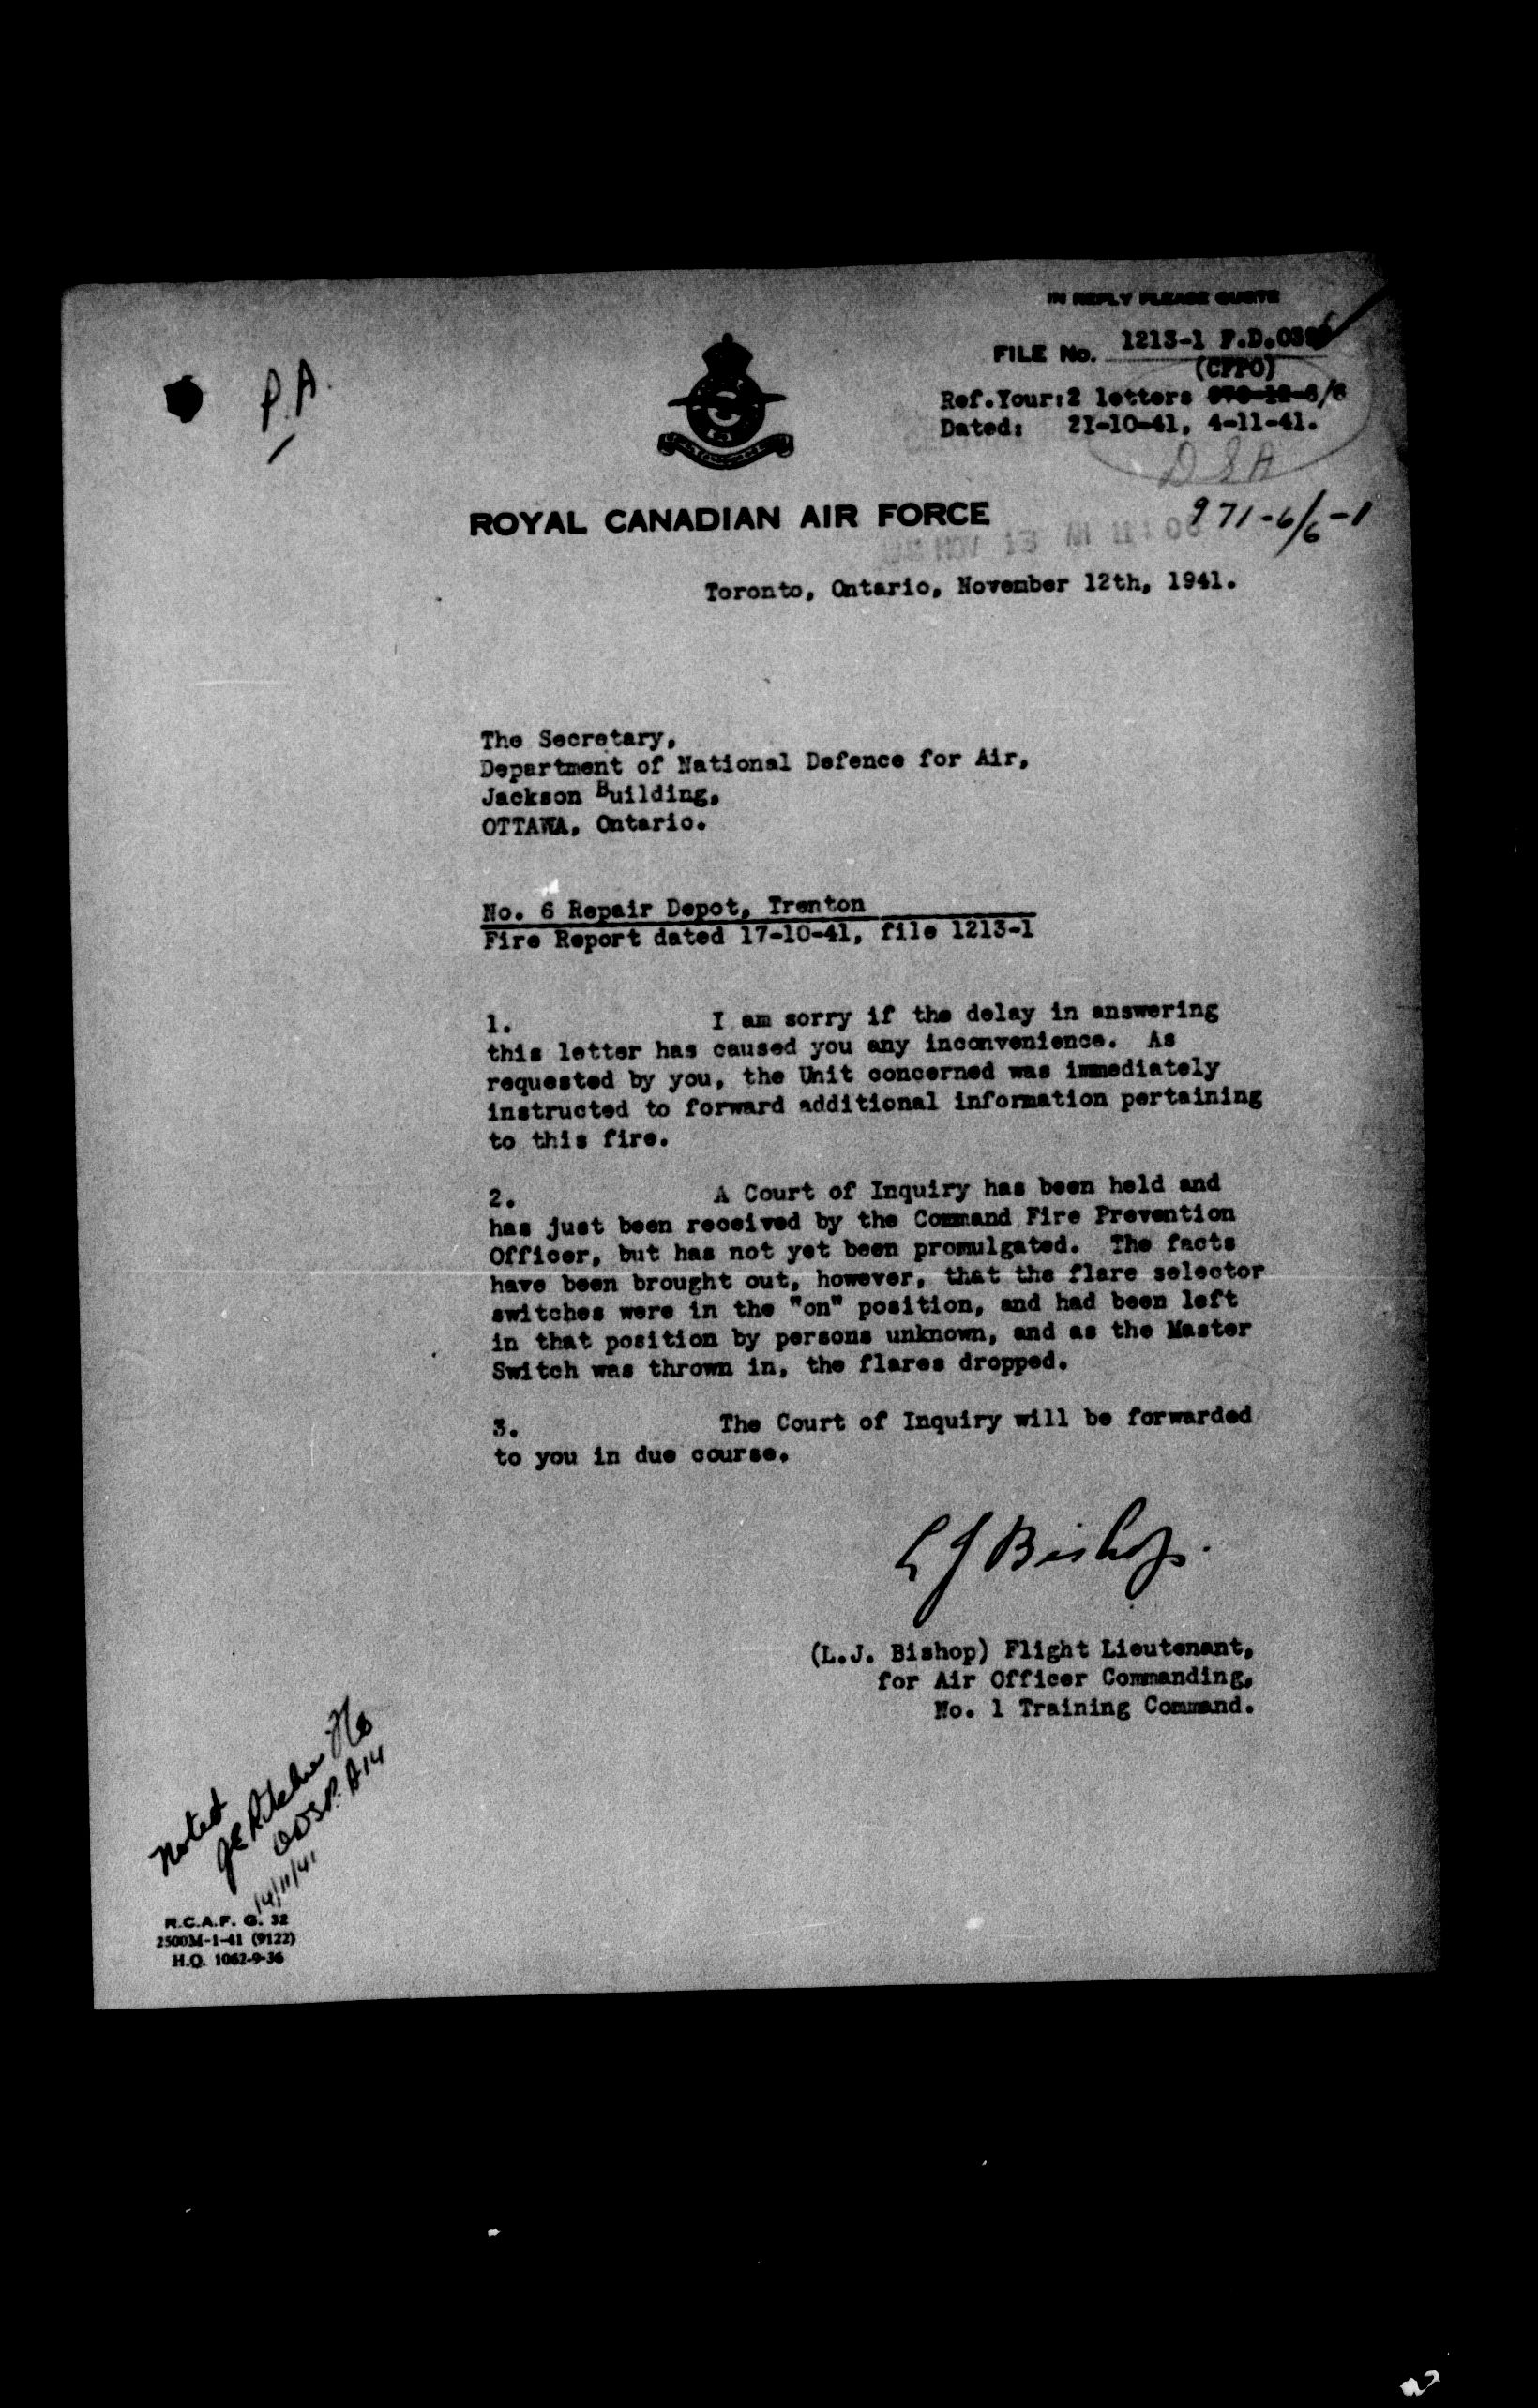 IN REPLY PLEASE QUOTE
FILE No. 1213-1
(CFPO)
P.A.
Ref.Your:2 letters
Dated: 21-10-41, 4-11-41.
D S A
ROYAL CANADIAN AIR FORCE
971-6/6-1
Toronto, Ontario, November 12th, 1941.
The Secretary,
Department of National Defence for Air,
Jackson Building,
OTTAWA, Ontario.
No. 6 Repair Depot, Trenton
Fire Report dated 17-10-41, file 1213-1
1. I am sorry if the delay in answering
this letter has caused you any inconvenience. As
requested by you, the Unit concerned was immediately
instructed to forward additional information pertaining
to this fire.
2. A Court of Inquiry has been held and
has just been received by the Command Fire Prevention
Officer, but has not yet been promulgated. The facts
have been brought out, however, that the flare selector
switches were in the "on" position, and had been left
in that position by persons unknown, and as the Master
Switch was thrown in, the flares dropped.
3. The Court of Inquiry will be forwarded
to you in due course.
L J Bishop.
(L.J. Bishop) Flight Lieutenant,
for Air Officer Commanding,
No. 1 Training Command.
Noted
14/11/41
R.C.A.F. G. 32
2500M-1-41 (9122)
H.Q. 1062-9-36